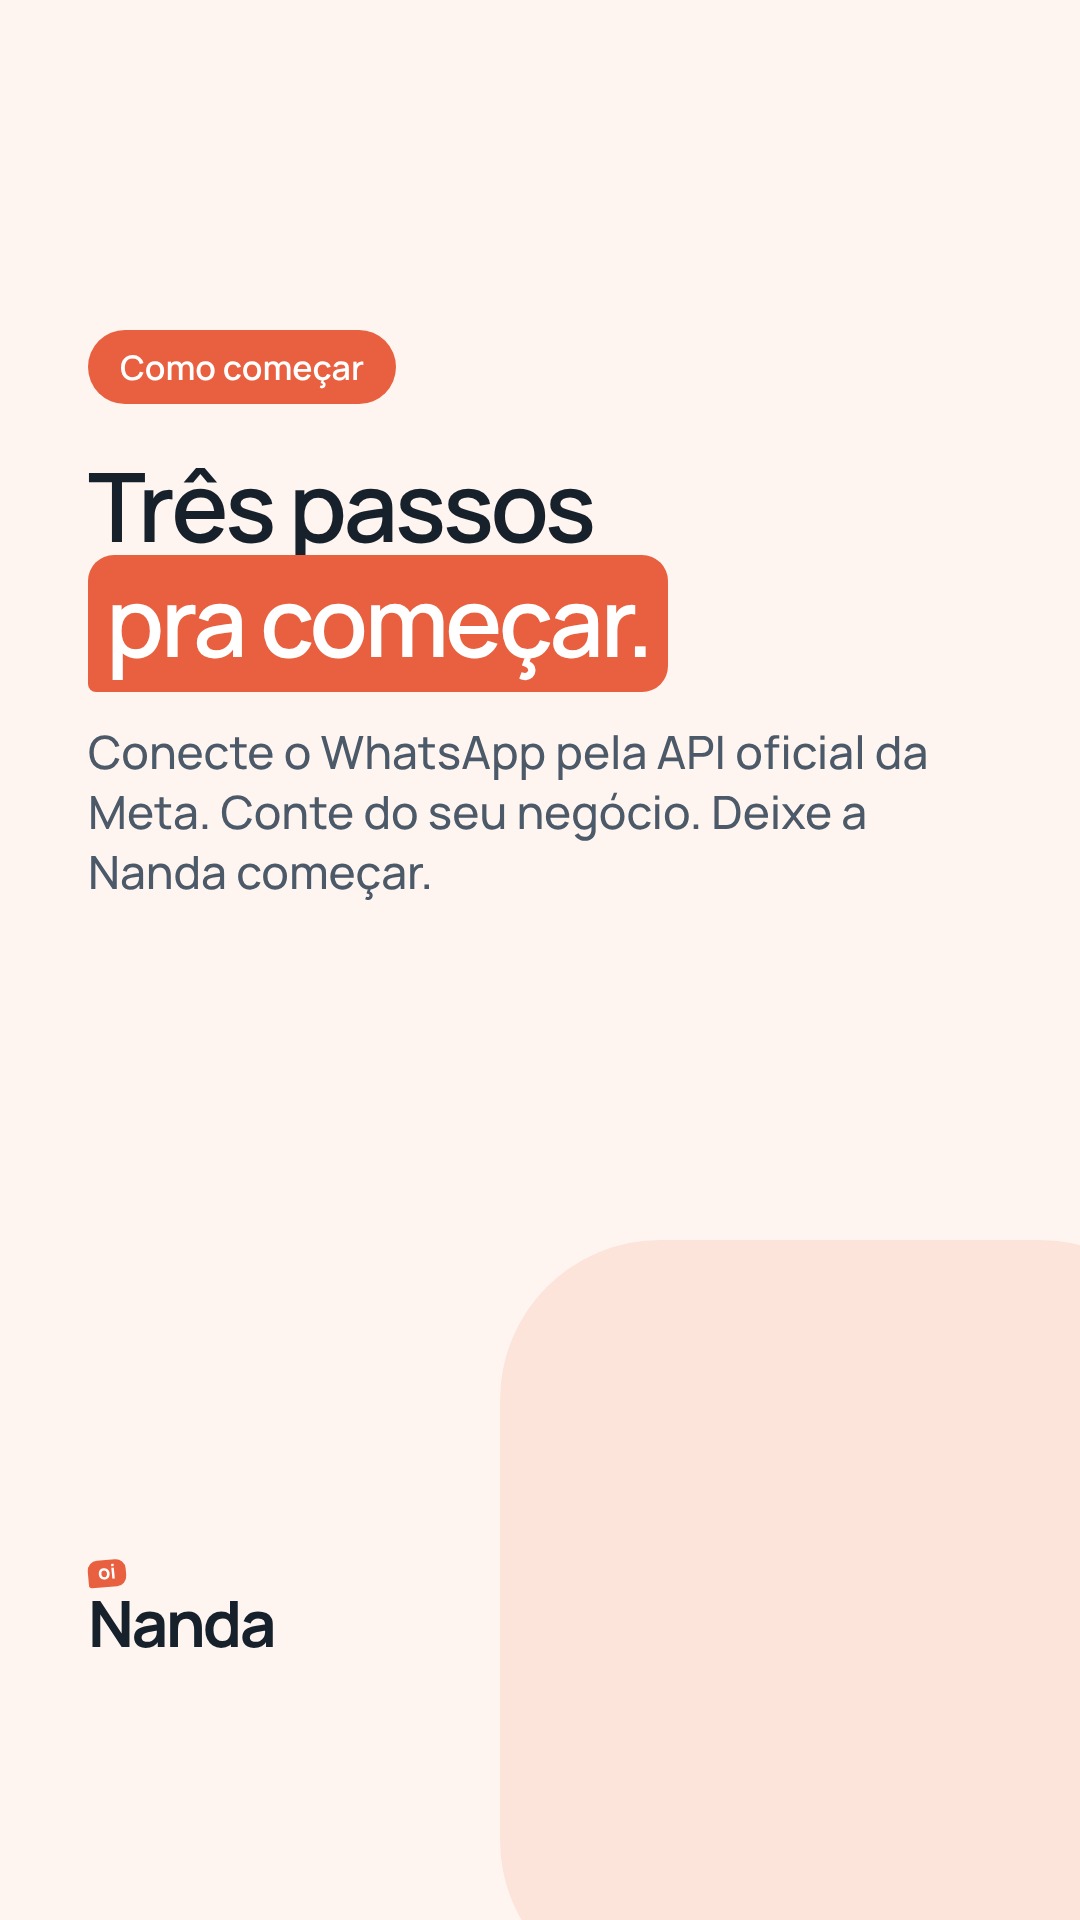 Como começar
Três passos
pra começar.
Conecte o WhatsApp pela API oficial da
Meta. Conte do seu negócio. Deixe a
Nanda começar.
oi
Nanda